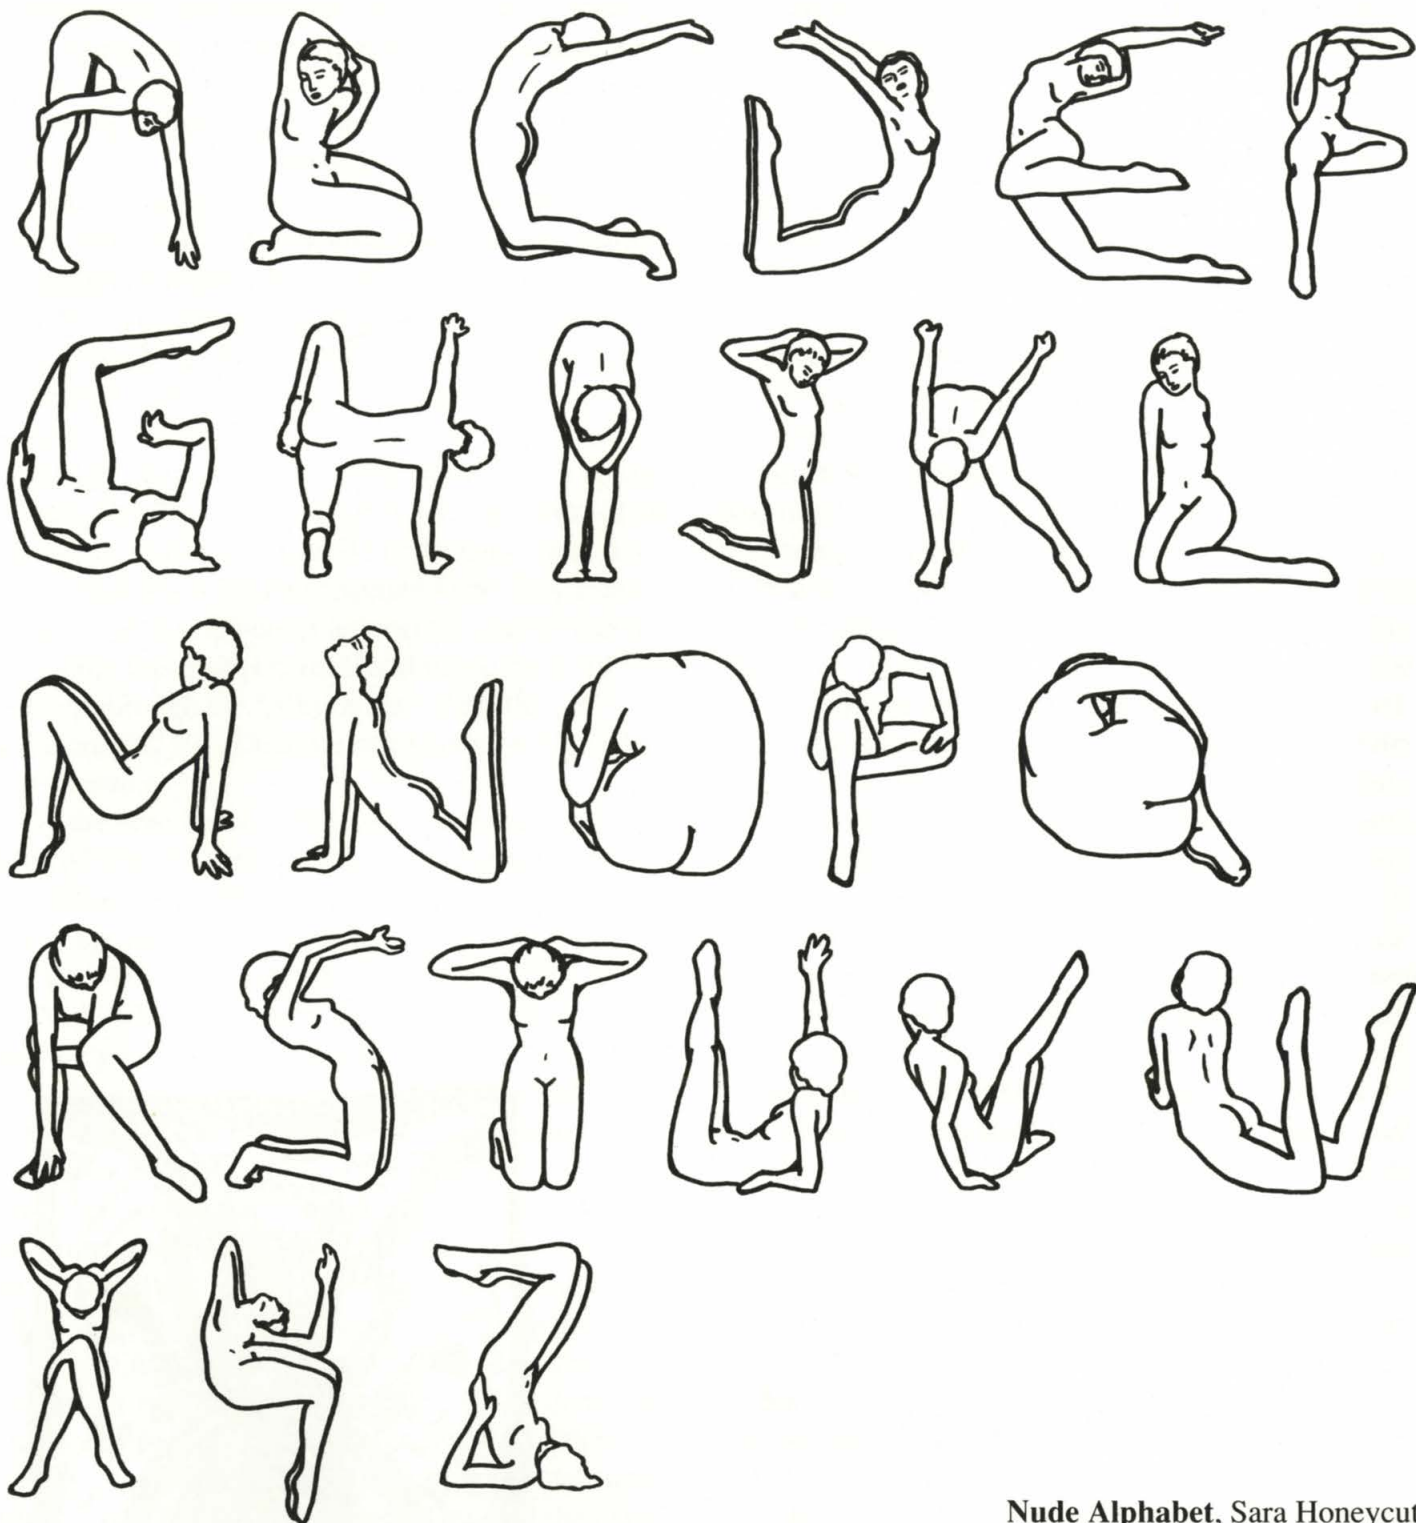 A B C D E F
G H I J K L
M N O P Q
R S T U V W
X Y Z
Nude Alphabet, Sara Honeycut